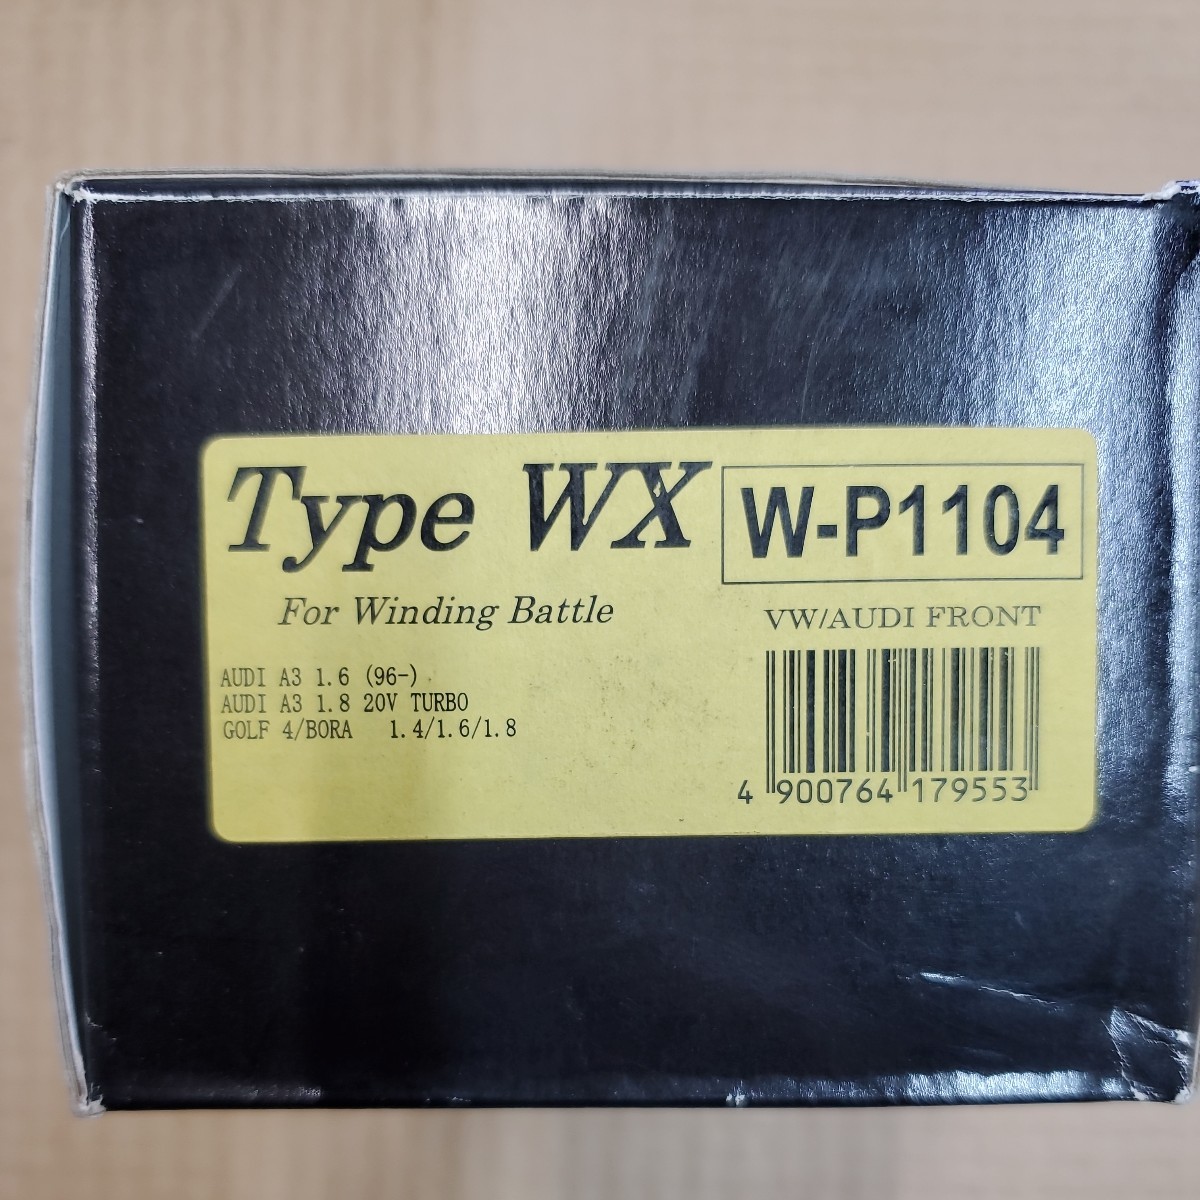 Type WX
W-P1104
For Winding Battle
VW/AUDI FRONT
AUDI A3 1.6 (96-)
AUDI A3 1.8 20V TURBO
GOLF 4/BORA 1.4/1.6/1.8
4 900764 179553